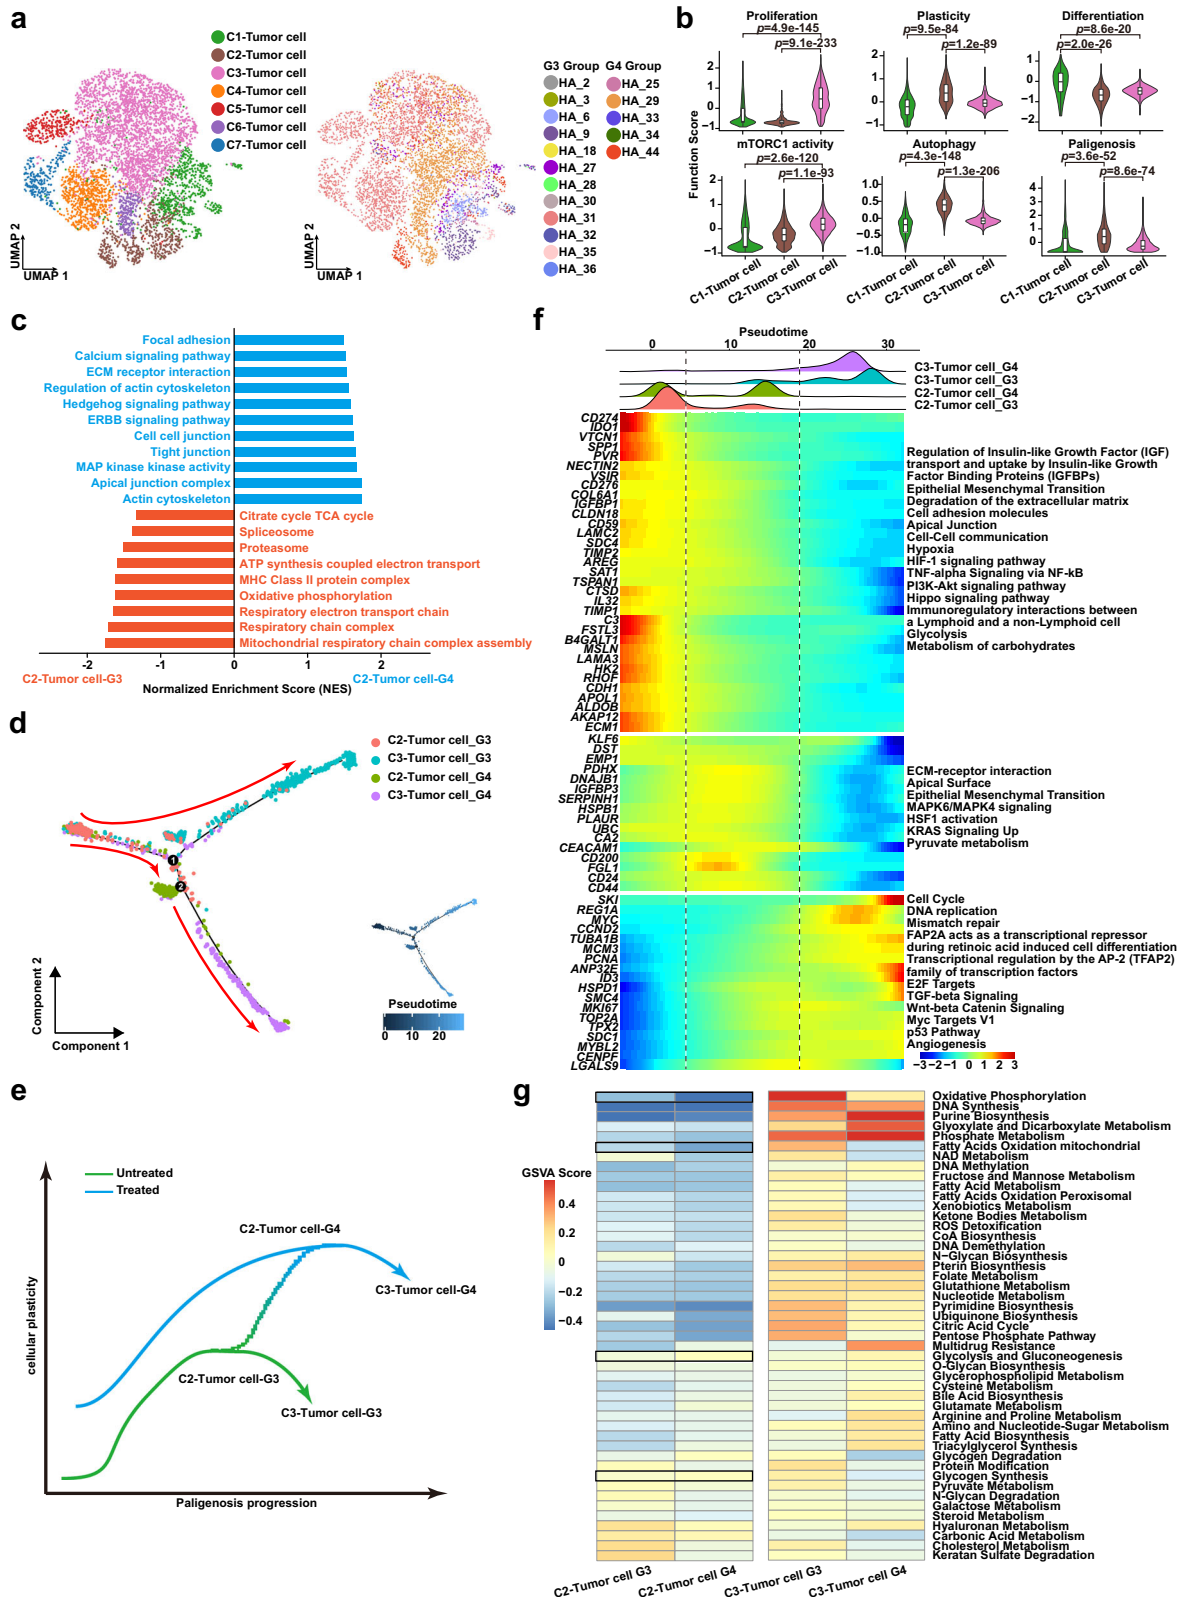 a
C1-Tumor cell
C2-Tumor cell
C3-Tumor cell
C4-Tumor cell
C5-Tumor cell
C6-Tumor cell
C7-Tumor cell
UMAP 2
UMAP 1
UMAP 2
UMAP 1
G3 Group
HA_2
HA_3
HA_6
HA_9
HA_18
HA_27
HA_28
HA_30
HA_31
HA_32
HA_35
HA_36
G4 Group
HA_25
HA_29
HA_33
HA_34
HA_44
b
Function Score
Proliferation
p=4.9e-145
p=9.1e-233
2
1
0
−1
Plasticity
p=9.5e-84
p=1.2e-89
2
1
0
−1
Differentiation
p=8.6e-20
p=2.0e-26
1
0
−1
−2
mTORC1 activity
p=2.6e-120
p=1.1e-93
2
1
0
−1
Autophagy
p=4.3e-148
p=1.3e-206
1.0
0.5
0.0
−0.5
−1.0
Paligenosis
p=3.6e-52
p=8.6e-74
4
2
0
C1-Tumor cell
C2-Tumor cell
C3-Tumor cell
C1-Tumor cell
C2-Tumor cell
C3-Tumor cell
C1-Tumor cell
C2-Tumor cell
C3-Tumor cell
c
Focal adhesion
Calcium signaling pathway
ECM receptor interaction
Regulation of actin cytoskeleton
Hedgehog signaling pathway
ERBB signaling pathway
Cell cell junction
Tight junction
MAP kinase kinase activity
Apical junction complex
Actin cytoskeleton
Citrate cycle TCA cycle
Spliceosome
Proteasome
ATP synthesis coupled electron transport
MHC Class II protein complex
Oxidative phosphorylation
Respiratory electron transport chain
Respiratory chain complex
Mitochondrial respiratory chain complex assembly
-2 -1 0 1 2
C2-Tumor cell-G3
C2-Tumor cell-G4
Normalized Enrichment Score (NES)
d
C2-Tumor cell_G3
C3-Tumor cell_G3
C2-Tumor cell_G4
C3-Tumor cell_G4
1
2
Component 2
Component 1
Pseudotime
0 10 20
e
Untreated
Treated
C2-Tumor cell-G4
C3-Tumor cell-G4
C2-Tumor cell-G3
C3-Tumor cell-G3
cellular plasticity
Paligenosis progression
f
Pseudotime
0 10 20 30
C3-Tumor cell_G4
C3-Tumor cell_G3
C2-Tumor cell_G4
C2-Tumor cell_G3
CD274
IDO1
VTCN1
SPP1
PVR
NECTIN2
VSIR
CD276
COL6A1
IGFBP1
CLDN18
CD59
LAMC2
SDC4
TIMP2
AREG
SAT1
TSPAN1
CTSD
IL32
TIMP1
C3
FSTL3
B4GALT1
MSLN
LAMA3
HK2
RHOF
CDH1
APOL1
ALDOB
AKAP12
ECM1
Regulation of Insulin-like Growth Factor (IGF)
transport and uptake by Insulin-like Growth
Factor Binding Proteins (IGFBPs)
Epithelial Mesenchymal Transition
Degradation of the extracellular matrix
Cell adhesion molecules
Apical Junction
Cell-Cell communication
Hypoxia
HIF-1 signaling pathway
TNF-alpha Signaling via NF-kB
PI3K-Akt signaling pathway
Hippo signaling pathway
Immunoregulatory interactions between
a Lymphoid and a non-Lymphoid cell
Glycolysis
Metabolism of carbohydrates
KLF6
DST
EMP1
PDHX
DNAJB1
IGFBP3
SERPINH1
HSPB1
PLAUR
UBC
CA2
CEACAM1
CD200
FGL1
CD24
CD44
ECM-receptor interaction
Apical Surface
Epithelial Mesenchymal Transition
MAPK6/MAPK4 signaling
HSF1 activation
KRAS Signaling Up
Pyruvate metabolism
SKI
REG1A
MYC
CCND2
TUBA1B
MCM3
PCNA
ANP32E
ID3
HSPD1
SMC4
MKI67
TOP2A
TPX2
SDC1
MYBL2
CENPF
LGALS9
Cell Cycle
DNA replication
Mismatch repair
FAP2A acts as a transcriptional repressor
during retinoic acid induced cell differentiation
Transcriptional regulation by the AP-2 (TFAP2)
family of transcription factors
E2F Targets
TGF-beta Signaling
Wnt-beta Catenin Signaling
Myc Targets V1
p53 Pathway
Angiogenesis
−3 −2 −1 0 1 2 3
g
GSVA Score
0.4
0.2
0
−0.2
−0.4
Oxidative Phosphorylation
DNA Synthesis
Purine Biosynthesis
Glyoxylate and Dicarboxylate Metabolism
Phosphate Metabolism
Fatty Acids Oxidation mitochondrial
NAD Metabolism
DNA Methylation
Fructose and Mannose Metabolism
Fatty Acid Metabolism
Fatty Acids Oxidation Peroxisomal
Xenobiotics Metabolism
Ketone Bodies Metabolism
ROS Detoxification
CoA Biosynthesis
DNA Demethylation
N−Glycan Biosynthesis
Pterin Biosynthesis
Folate Metabolism
Glutathione Metabolism
Nucleotide Metabolism
Pyrimidine Biosynthesis
Ubiquinone Biosynthesis
Citric Acid Cycle
Pentose Phosphate Pathway
Multidrug Resistance
Glycolysis and Gluconeogenesis
O-Glycan Biosynthesis
Glycerophospholipid Metabolism
Cysteine Metabolism
Bile Acid Biosynthesis
Glutamate Metabolism
Arginine and Proline Metabolism
Amino and Nucleotide-Sugar Metabolism
Fatty Acid Biosynthesis
Triacylglycerol Synthesis
Glycogen Degradation
Protein Modification
Glycogen Synthesis
Pyruvate Metabolism
N-Glycan Degradation
Galactose Metabolism
Steroid Metabolism
Hyaluronan Metabolism
Carbonic Acid Metabolism
Cholesterol Metabolism
Keratan Sulfate Degradation
C2-Tumor cell G3
C2-Tumor cell G4
C3-Tumor cell G3
C3-Tumor cell G4